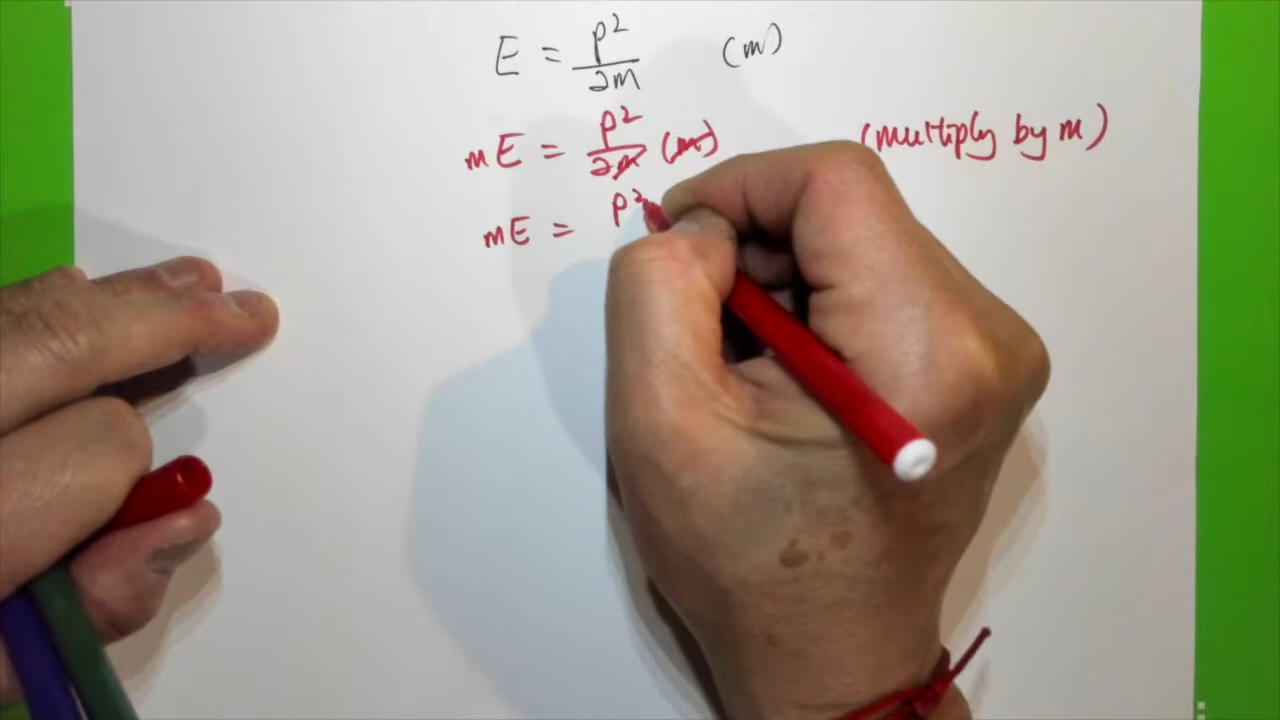 E = p²/2m (m)
mE = p²/2m (m) (multiply by m)
mE = p²